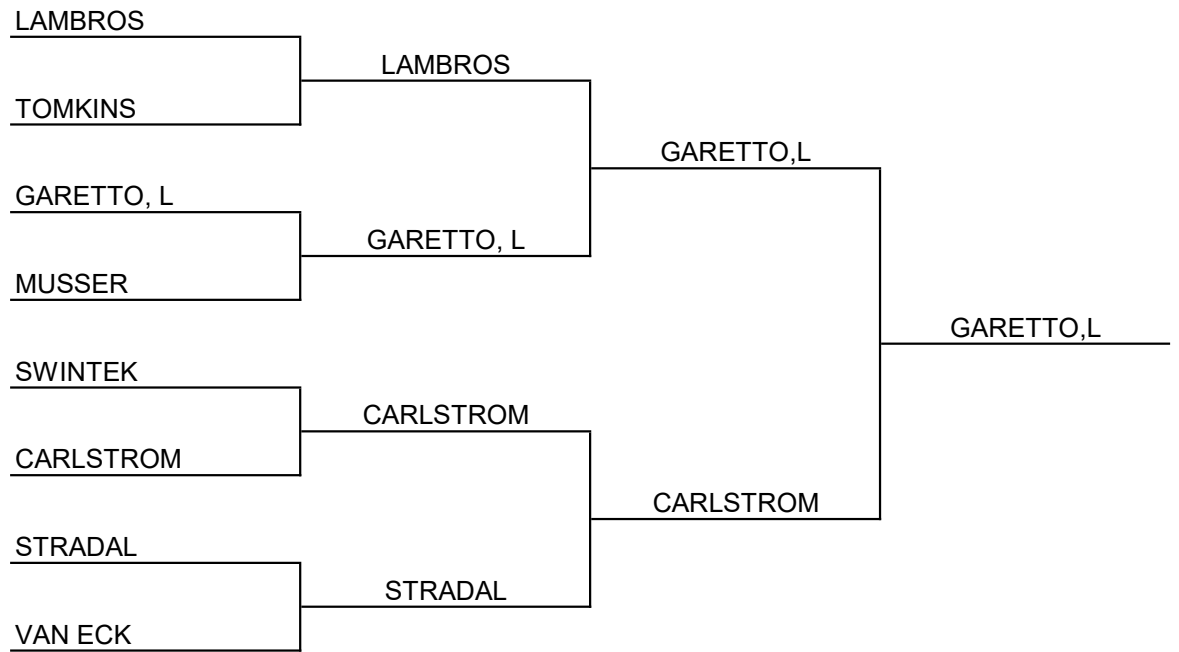 LAMBROS
LAMBROS
TOMKINS
GARETTO,L
GARETTO, L
GARETTO, L
MUSSER
GARETTO,L
SWINTEK
CARLSTROM
CARLSTROM
CARLSTROM
STRADAL
STRADAL
VAN ECK